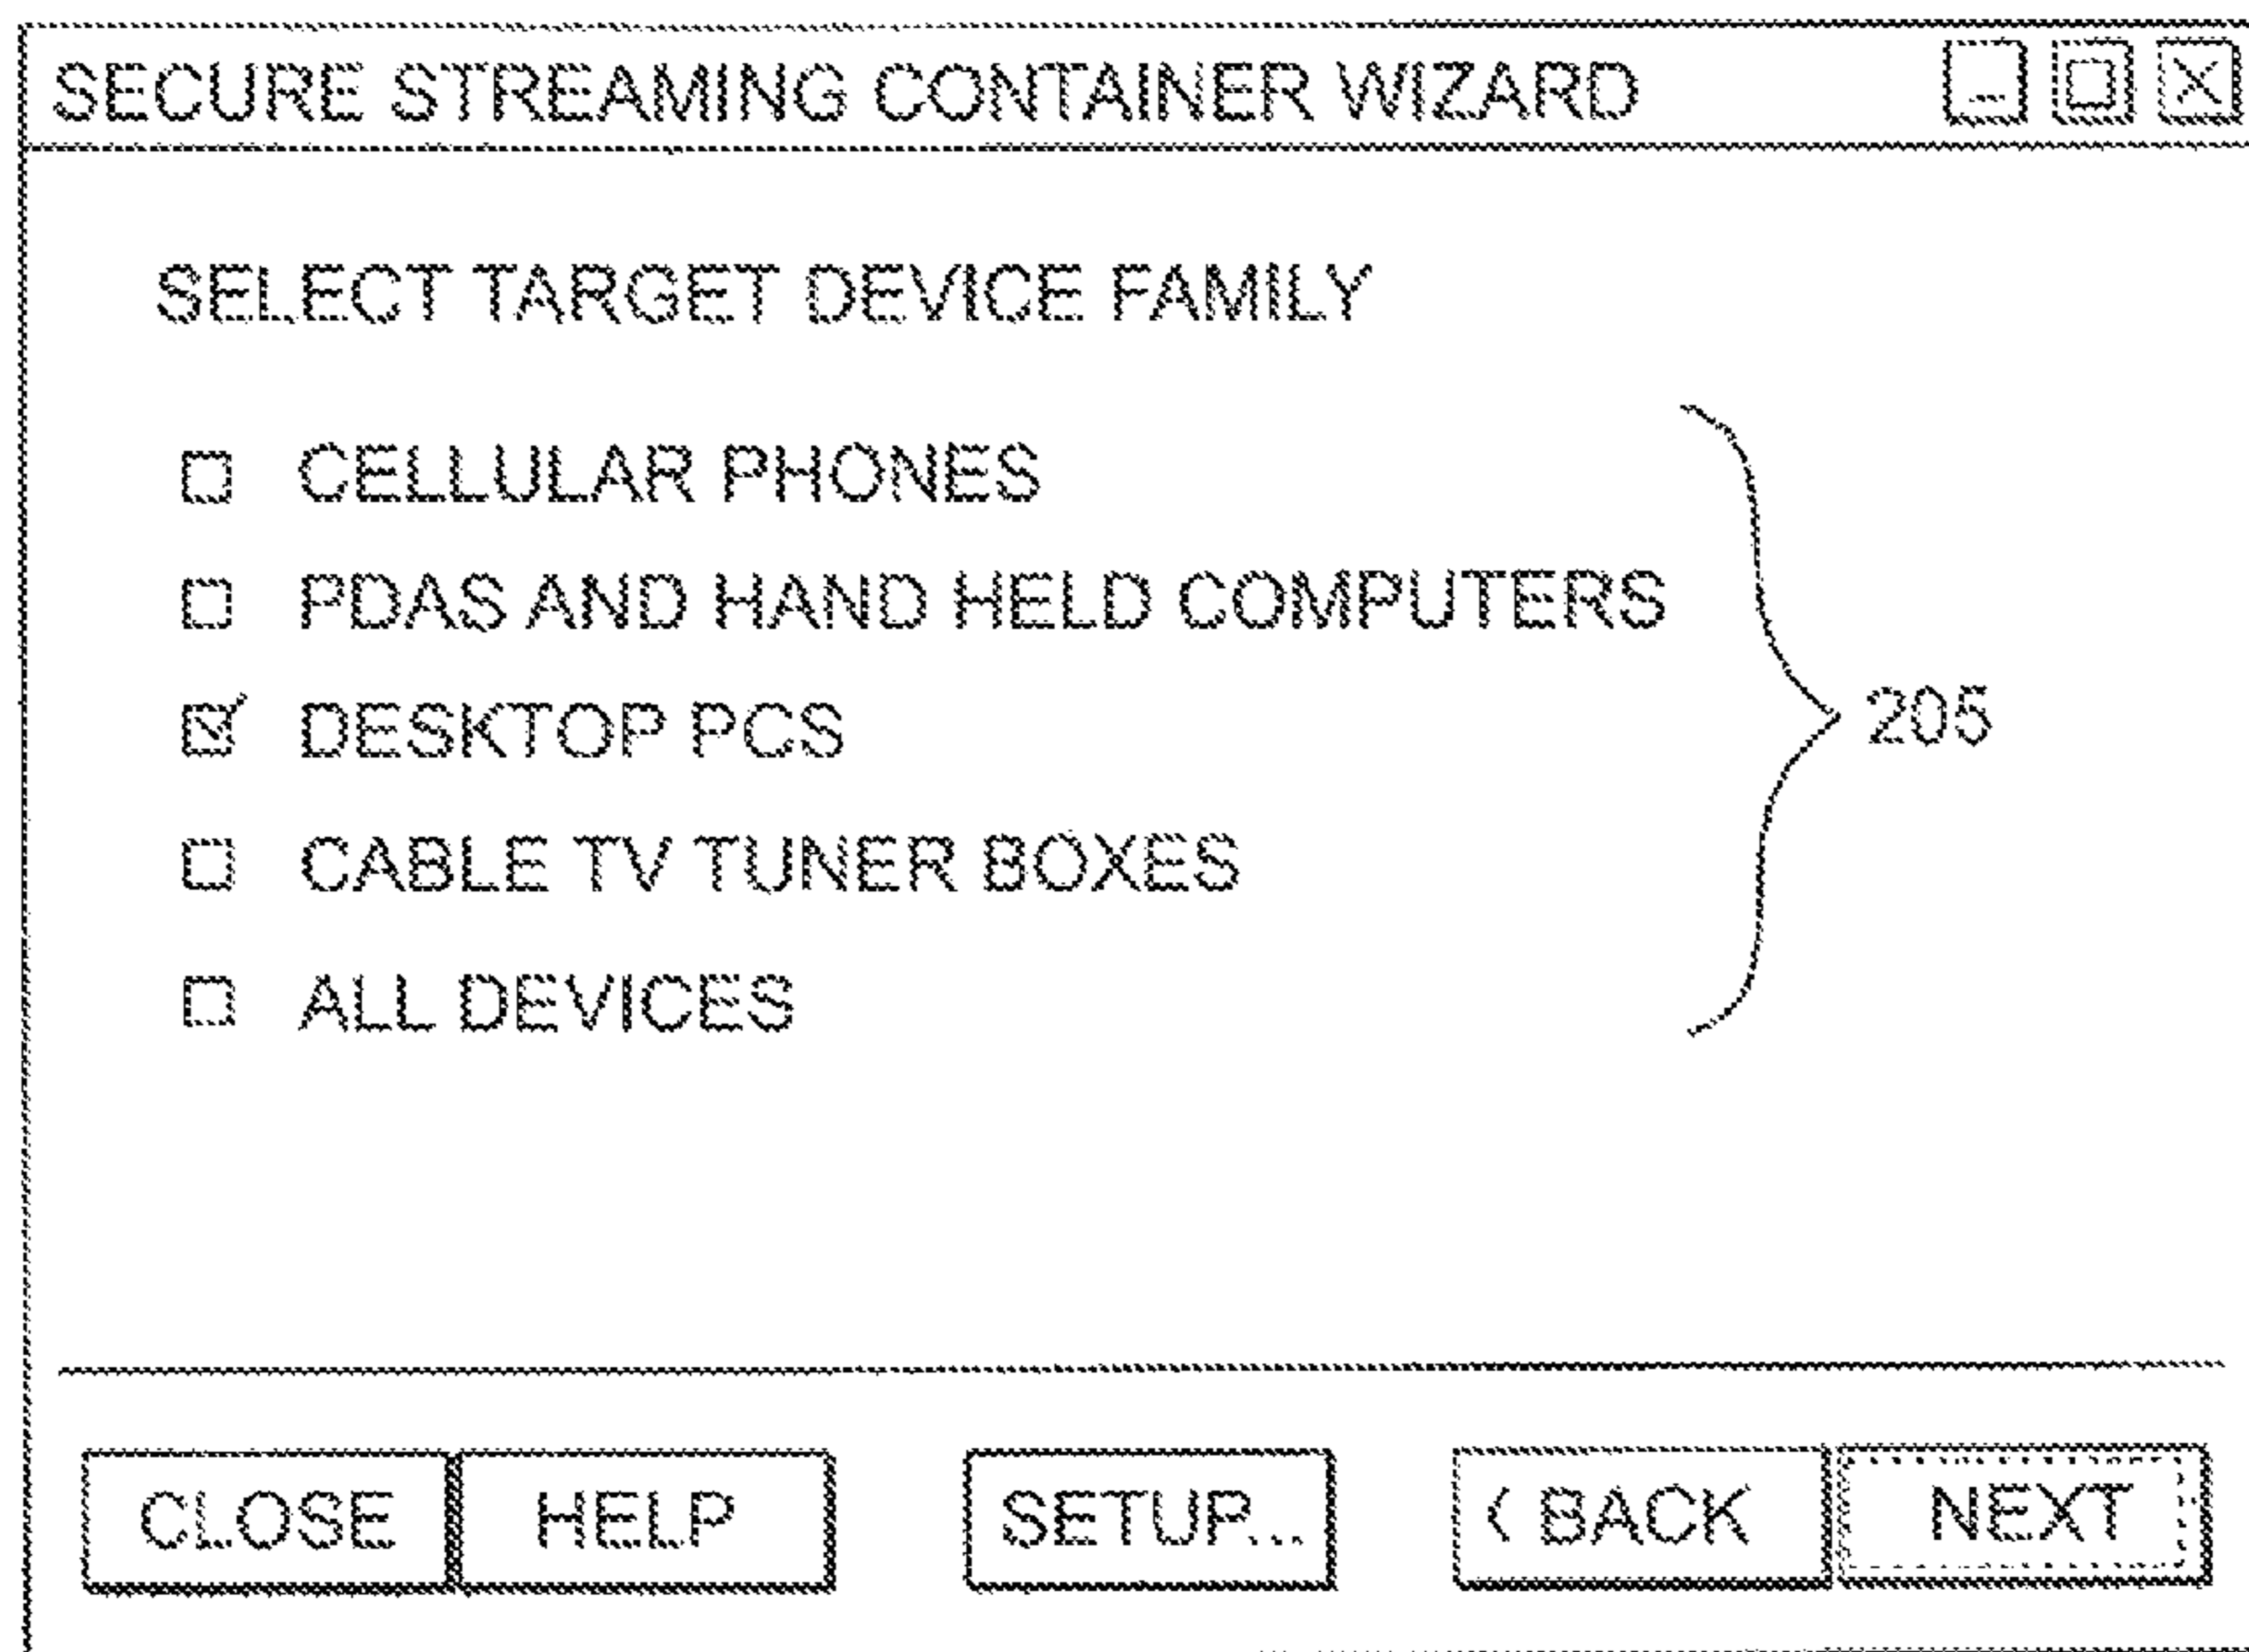 SECURE STREAMING CONTAINER WIZARD
SELECT TARGET DEVICE FAMILY
CELLULAR PHONES
PDAS AND HAND HELD COMPUTERS
DESKTOP PCS
205
CABLE TV TUNER BOXES
ALL DEVICES
CLOSE HELP SETUP... < BACK NEXT